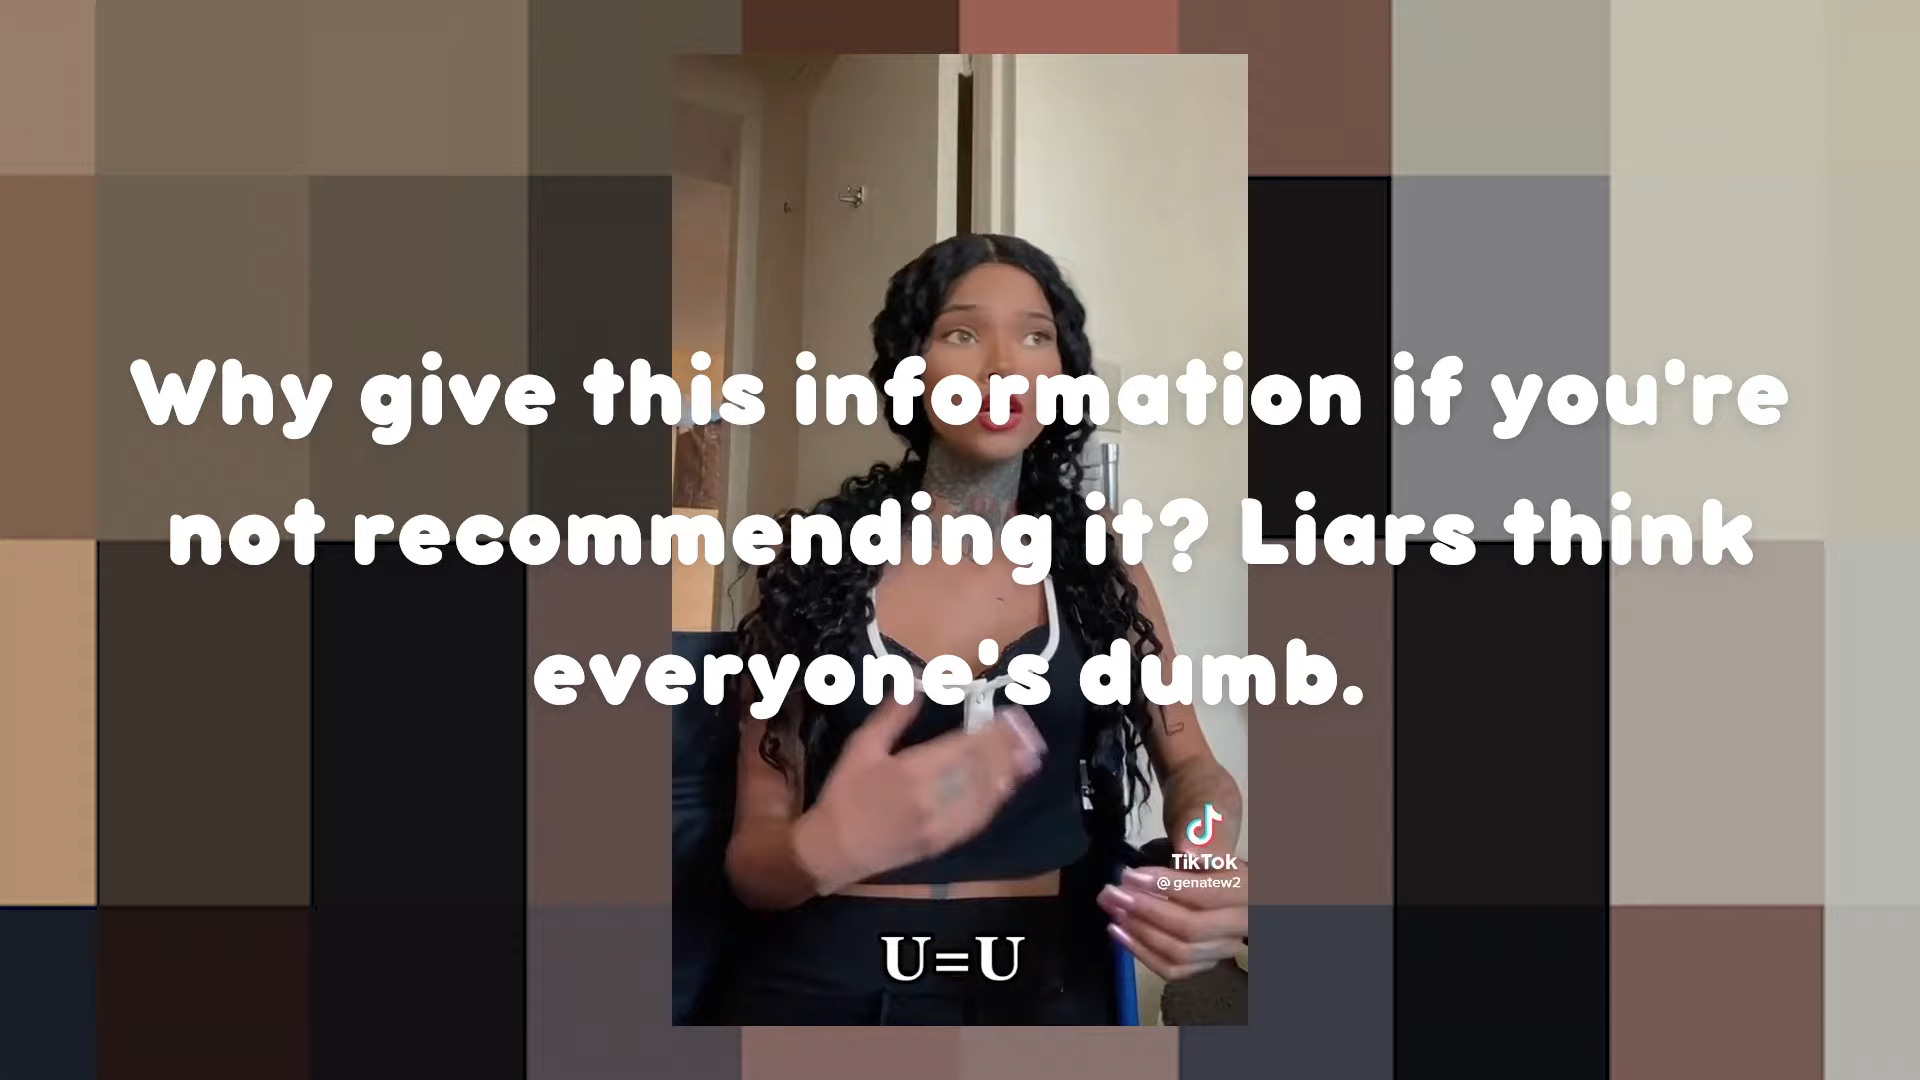 Why give this information if you're
not recommending it? Liars think
everyone's dumb.
TikTok
@genatew2
U=U